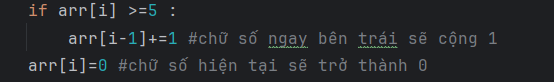 if arr[i] >=5 :
arr[i-1]+=1 #chữ số ngay bên trái sẽ cộng 1
arr[i]=0 #chữ số hiện tại sẽ trở thành 0